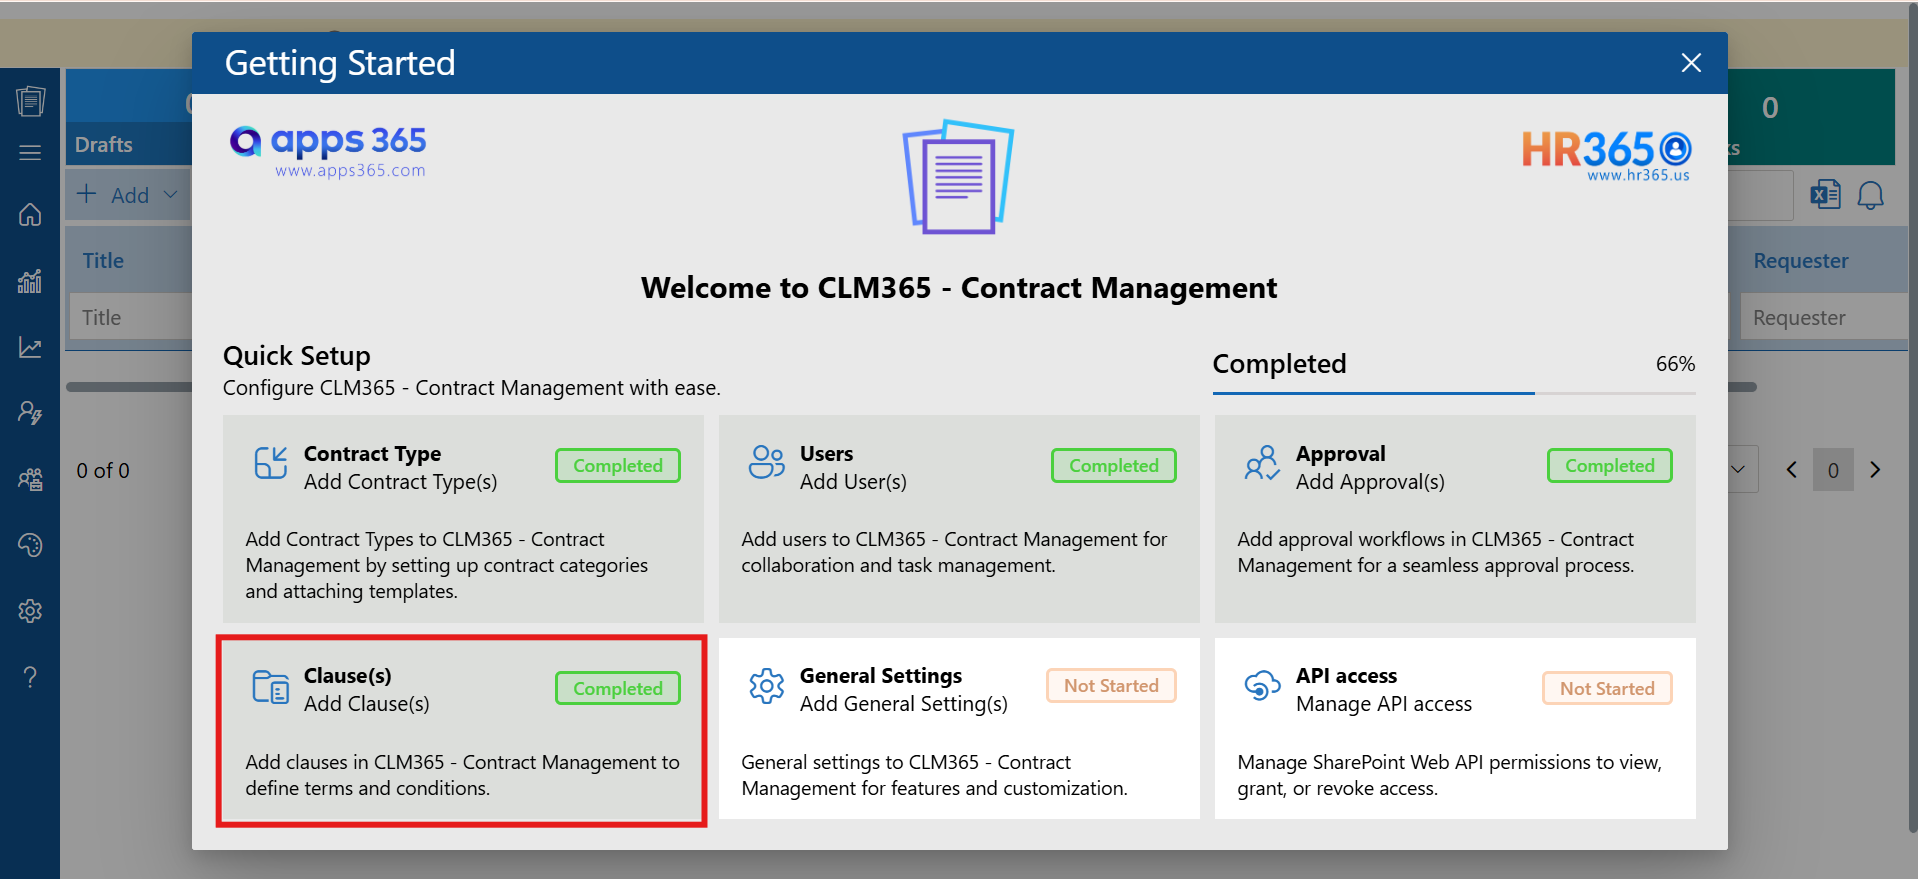 Getting Started
apps 365
www.apps365.com
HR365
www.hr365.us
0
Drafts
Add
Title
Title
Requester
Requester
0 of 0
0
Welcome to CLM365 - Contract Management
Quick Setup
Configure CLM365 - Contract Management with ease.
Completed
66%
Contract Type
Add Contract Type(s)
Completed
Add Contract Types to CLM365 - Contract
Management by setting up contract categories
and attaching templates.
Users
Add User(s)
Completed
Add users to CLM365 - Contract Management for
collaboration and task management.
Approval
Add Approval(s)
Completed
Add approval workflows in CLM365 - Contract
Management for a seamless approval process.
Clause(s)
Add Clause(s)
Completed
Add clauses in CLM365 - Contract Management to
define terms and conditions.
General Settings
Add General Setting(s)
Not Started
General settings to CLM365 - Contract
Management for features and customization.
API access
Manage API access
Not Started
Manage SharePoint Web API permissions to view,
grant, or revoke access.